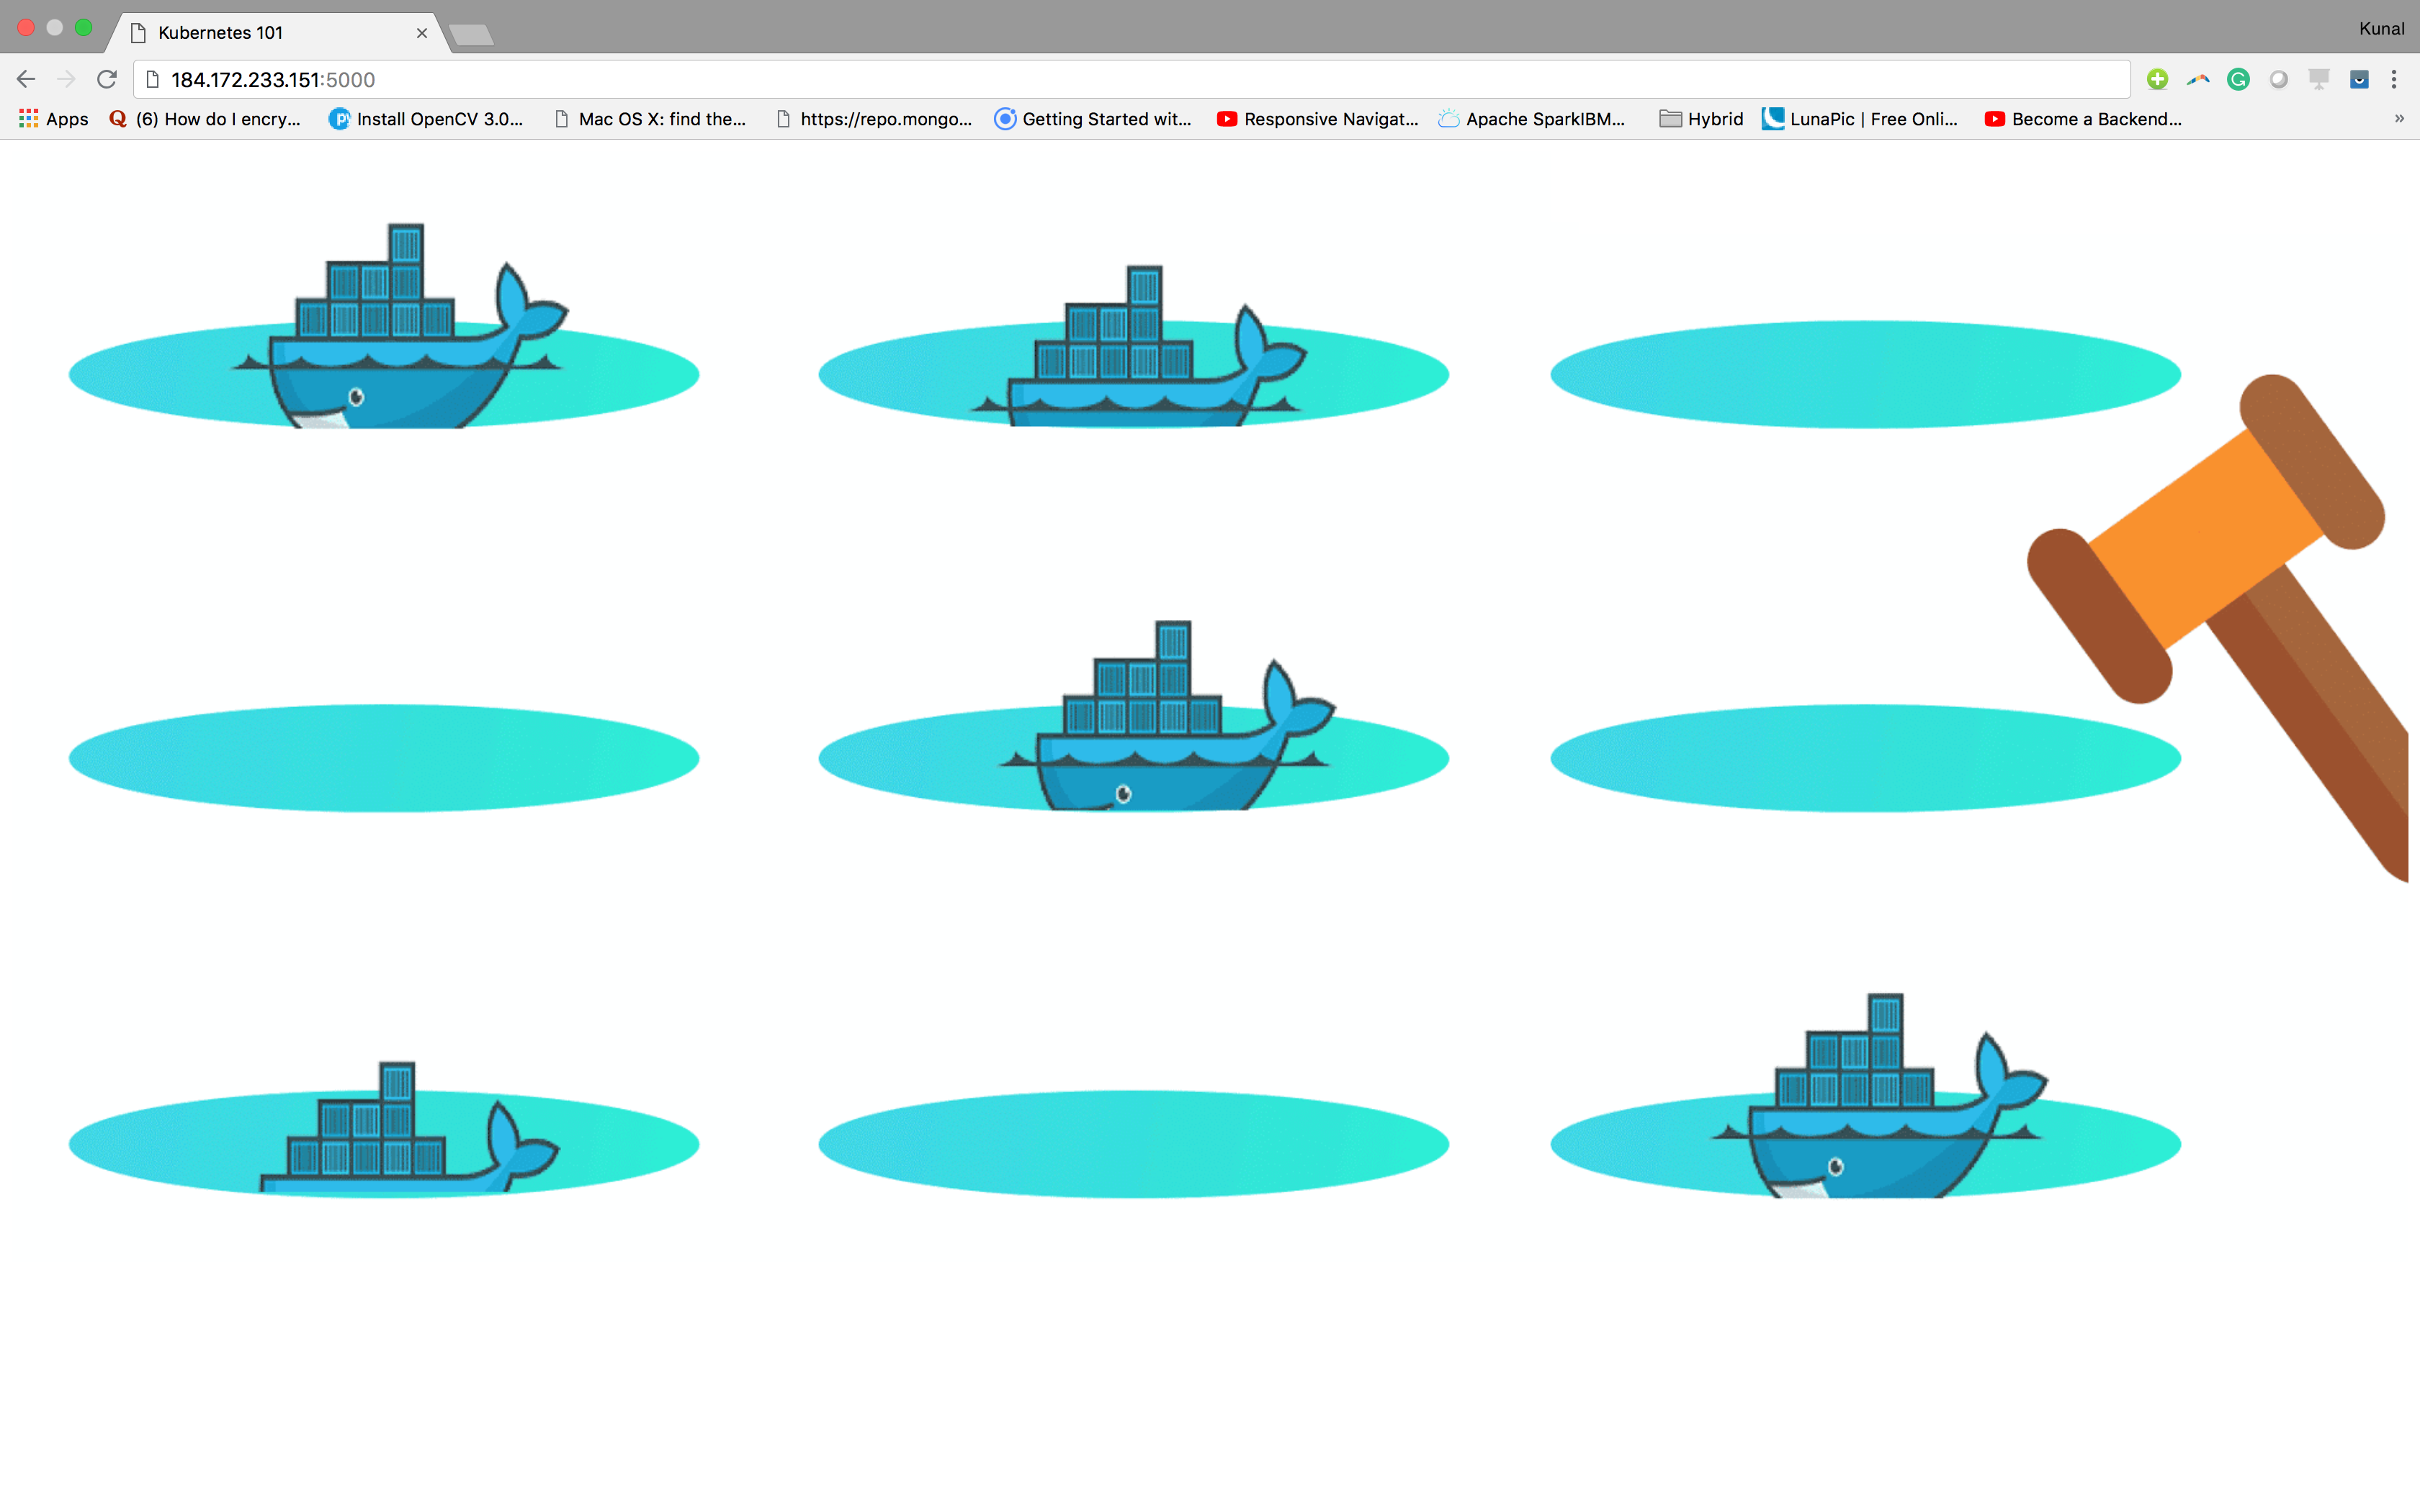 Kubernetes 101
Kunal
184.172.233.151:5000
Apps (6) How do I encry... Install OpenCV 3.0... Mac OS X: find the... https://repo.mongo... Getting Started wit... Responsive Navigat... Apache SparkIBM... Hybrid LunaPic | Free Onli... Become a Backend... »